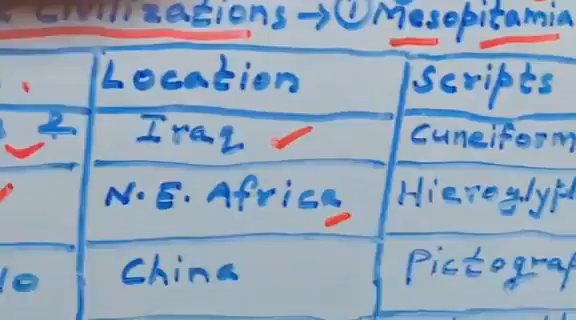 Civilizations → ① Mesopitamia
Location Scripts
Iraq Cuneiform
N.E. Africa
China